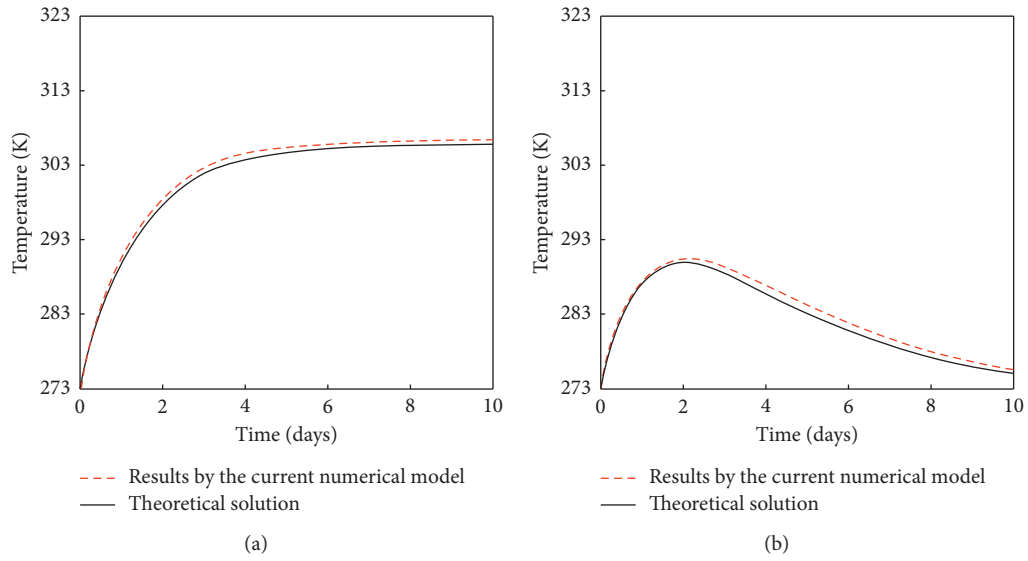 323
313
303
293
283
273
Temperature (K)
0 2 4 6 8 10
Time (days)
Results by the current numerical model
Theoretical solution
(a)
323
313
303
293
283
273
Temperature (K)
0 2 4 6 8 10
Time (days)
Results by the current numerical model
Theoretical solution
(b)